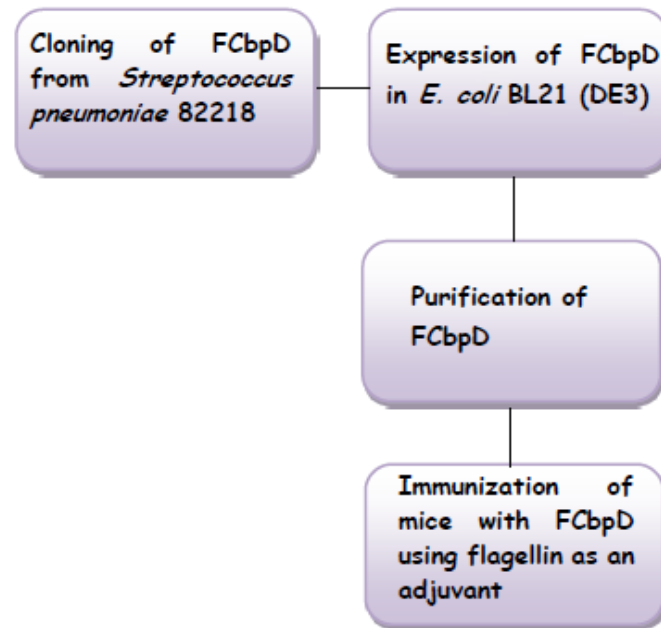 Cloning of FCbpD
from Streptococcus
pneumoniae 82218
Expression of FCbpD
in E. coli BL21 (DE3)
Purification of
FCbpD
Immunization of
mice with FCbpD
using flagellin as an
adjuvant